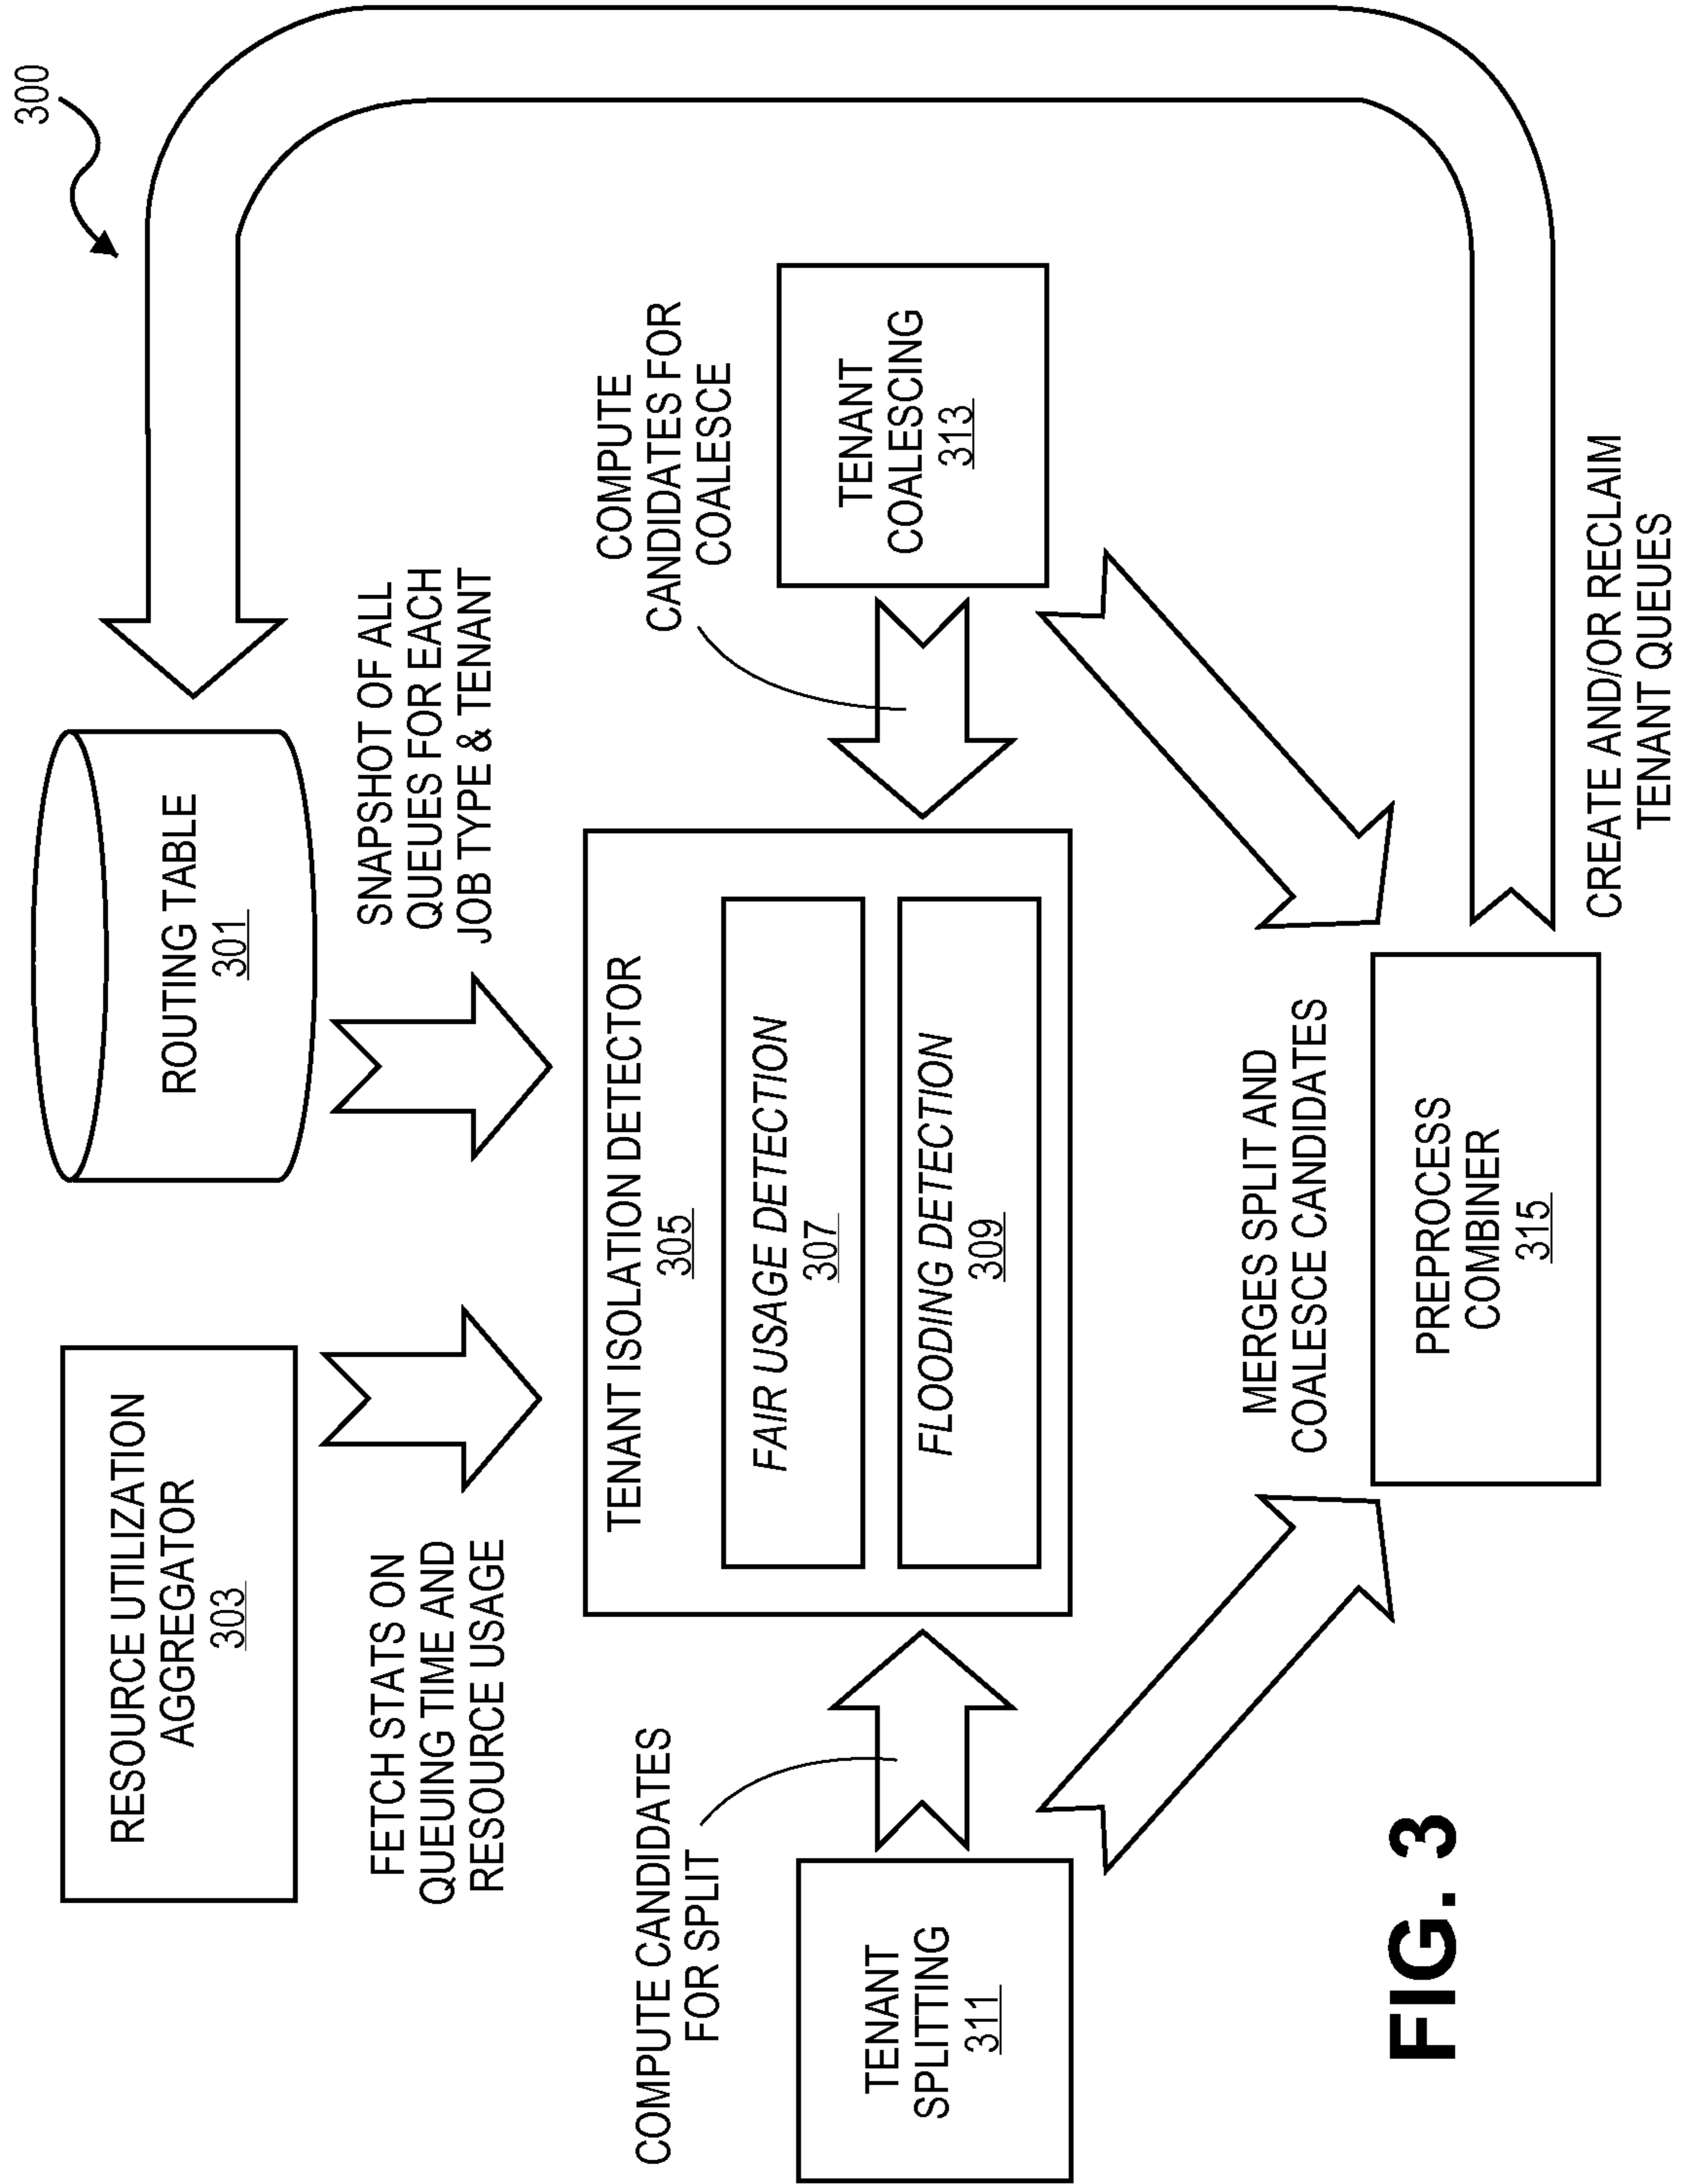 300
RESOURCE UTILIZATION
AGGREGATOR
303
ROUTING TABLE
301
FETCH STATS ON
QUEUING TIME AND
RESOURCE USAGE
SNAPSHOT OF ALL
QUEUES FOR EACH
JOB TYPE & TENANT
COMPUTE CANDIDATES
FOR SPLIT
TENANT ISOLATION DETECTOR
305
FAIR USAGE DETECTION
307
FLOODING DETECTION
309
COMPUTE
CANDIDATES FOR
COALESCE
TENANT
SPLITTING
311
TENANT
COALESCING
313
MERGES SPLIT AND
COALESCE CANDIDATES
PREPROCESS
COMBINER
315
CREATE AND/OR RECLAIM
TENANT QUEUES
FIG. 3